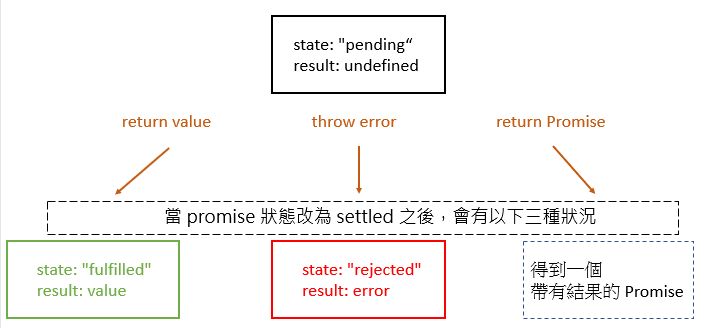 state: "pending“
result: undefined
return value
throw error
return Promise
當 promise 狀態改為 settled 之後，會有以下三種狀況
state: "fulfilled"
result: value
state: "rejected"
result: error
得到一個
帶有結果的 Promise